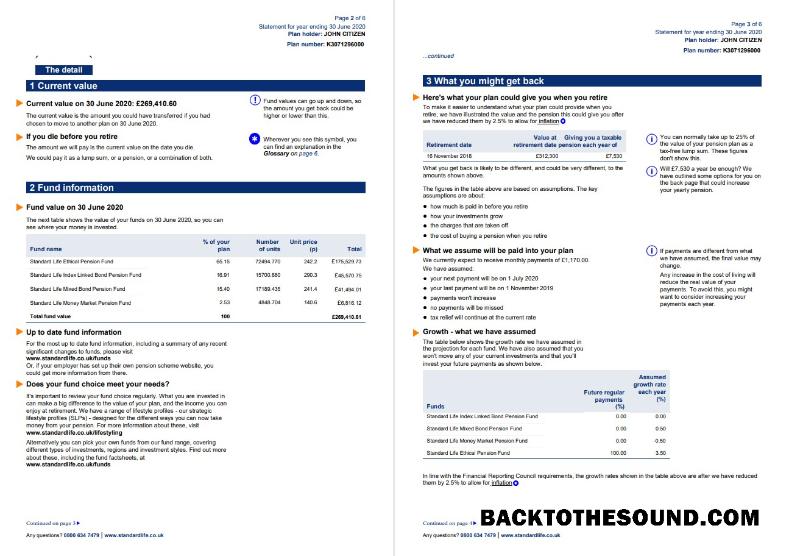 Page 2 of 6
Statement for year ending 30 June 2020
Plan holder: JOHN CITIZEN
Plan number: K3071296000
The detail
1 Current value
Current value on 30 June 2020: £269,410.60
The current value is the amount you could have transferred if you had
chosen to move to another plan on 30 June 2020.
If you die before you retire
The amount we will pay is the current value on the date you die.
We could pay it as a lump sum, or a pension, or a combination of both.
Fund values can go up and down, so
the amount you get back could be
higher or lower than this.
Wherever you see this symbol, you
can find an explanation in the
Glossary on page 6.
2 Fund information
Fund value on 30 June 2020
The next table shows the value of your funds on 30 June 2020, so you can
see where your money is invested.
Fund name % of your plan Number of units Unit price (p) Total
Standard Life Ethical Pension Fund 65.15 72494.770 242.2 £175,529.73
Standard Life Index Linked Bond Pension Fund 16.91 15700.680 290.3 £45,570.75
Standard Life Mixed Bond Pension Fund 15.40 17189.435 241.4 £41,494.01
Standard Life Money Market Pension Fund 2.53 4848.704 140.6 £6,816.12
Total fund value 100 £269,410.61
Up to date fund information
For the most up to date fund information, including a summary of any recent
significant changes to funds, please visit
www.standardlife.co.uk/funds
Or, if your employer has set up their own pension scheme website, you
could get more information from there.
Does your fund choice meet your needs?
It's important to review your fund choice regularly. What you are invested in
can make a big difference to the value of your plan, and the income you can
enjoy at retirement. We have a range of lifestyle profiles - our strategic
lifestyle profiles (SLPs) - designed for the different ways you can now take
money from your pension. For more information about these, visit
www.standardlife.co.uk/lifestyling
Alternatively you can pick your own funds from our fund range, covering
different types of investments, regions and investment styles. Find out more
about these, including the fund factsheets, at
www.standardlife.co.uk/funds
Continued on page 3
Any questions? 0800 634 7479 | www.standardlife.co.uk
Page 3 of 6
Statement for year ending 30 June 2020
Plan holder: JOHN CITIZEN
Plan number: K3071296000
...continued
3 What you might get back
Here's what your plan could give you when you retire
To make it easier to understand what your plan could provide when you
retire, we have illustrated the value and the pension this could give you after
we have reduced them by 2.5% to allow for inflation
Retirement date Value at retirement date Giving you a taxable pension each year of
16 November 2018 £312,300 £7,530
What you get back is likely to be different, and could be very different, to the
amounts shown above.
The figures in the table above are based on assumptions. The key
assumptions are about:
● how much is paid in before you retire
● how your investments grow
● the charges that are taken off
● the cost of buying a pension when you retire
You can normally take up to 25% of
the value of your pension plan as a
tax-free lump sum. These figures
don't show this.
Will £7,530 a year be enough? We
have outlined some options for you on
the back page that could increase
your yearly pension.
What we assume will be paid into your plan
We currently expect to receive monthly payments of £1,170.00.
We have assumed:
● your next payment will be on 1 July 2020
● your last payment will be on 1 November 2019
● payments won't increase
● no payments will be missed
● tax relief will continue at the current rate
If payments are different from what
we have assumed, the final value may
change.
Any increase in the cost of living will
reduce the real value of your
payments. To avoid this, you might
want to consider increasing your
payments each year.
Growth - what we have assumed
The table below shows the growth rate we have assumed in
the projection for each fund. We have also assumed that you
won't move any of your current investments and that you'll
invest your future payments as shown below.
Funds Future regular payments (%) Assumed growth rate each year (%)
Standard Life Index Linked Bond Pension Fund 0.00 0.00
Standard Life Mixed Bond Pension Fund 0.00 0.50
Standard Life Money Market Pension Fund 0.00 -0.50
Standard Life Ethical Pension Fund 100.00 3.50
In line with the Financial Reporting Council requirements, the growth rates shown in the table above are after we have reduced
them by 2.5% to allow for inflation
Continued on page 4
BACKTOTHESOUND.COM
Any questions? 0800 634 7479 | www.standardlife.co.uk